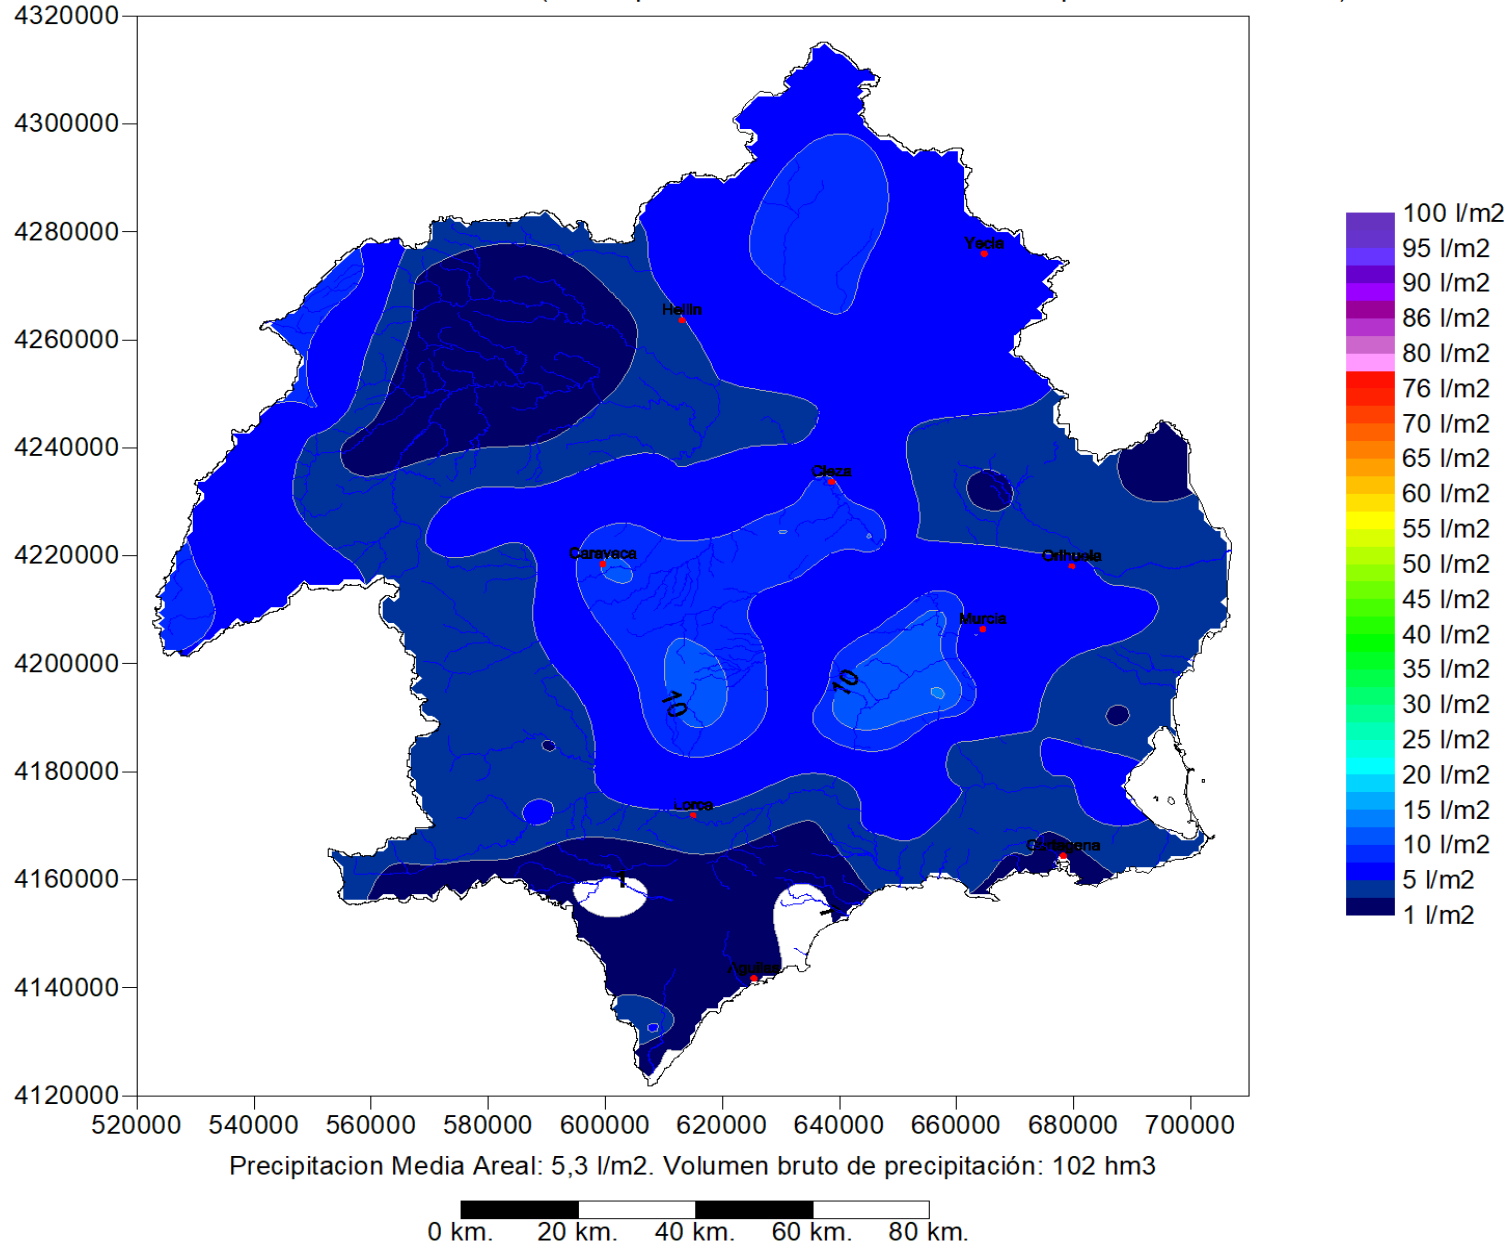 4320000
4300000
4280000
4260000
4240000
4220000
4200000
4180000
4160000
4140000
4120000
520000 540000 560000 580000 600000 620000 640000 660000 680000 700000
Yecla
Hellin
Cieza
Caravaca
Orihuela
Murcia
10
10
Lorca
Cartagena
1
1
Aguilas
100 l/m2
95 l/m2
90 l/m2
86 l/m2
80 l/m2
76 l/m2
70 l/m2
65 l/m2
60 l/m2
55 l/m2
50 l/m2
45 l/m2
40 l/m2
35 l/m2
30 l/m2
25 l/m2
20 l/m2
15 l/m2
10 l/m2
5 l/m2
1 l/m2
Precipitacion Media Areal: 5,3 l/m2. Volumen bruto de precipitación: 102 hm3
0 km. 20 km. 40 km. 60 km. 80 km.